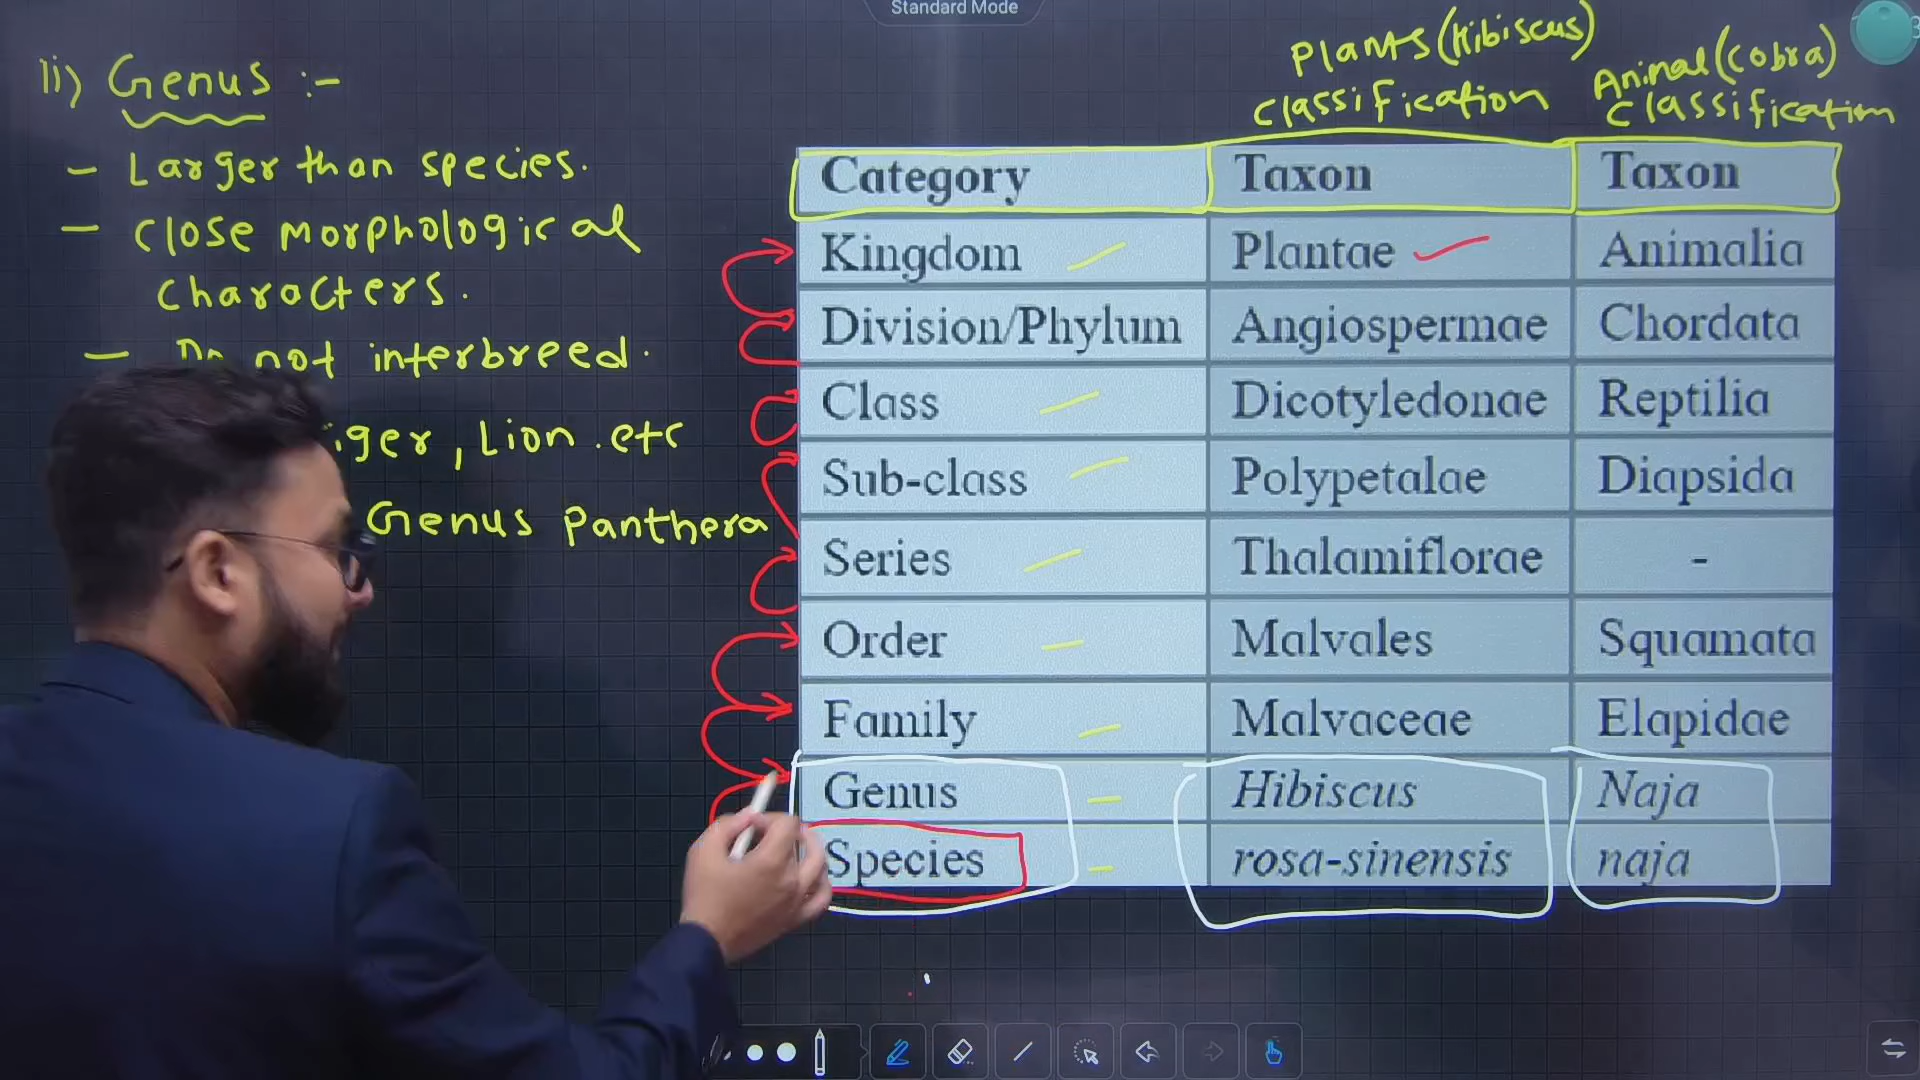 Standard Mode
ii) Genus :-
- Larger than species.
- Close morphological
characters.
- Do not interbreed.
iger, Lion .etc
Genus Panthera
Plants (Hibiscus)
Classification
Animal (Cobra)
Classification
Category Taxon Taxon
Kingdom Plantae Animalia
Division/Phylum Angiospermae Chordata
Class Dicotyledonae Reptilia
Sub-class Polypetalae Diapsida
Series Thalamiflorae -
Order Malvales Squamata
Family Malvaceae Elapidae
Genus Hibiscus Naja
Species rosa-sinensis naja